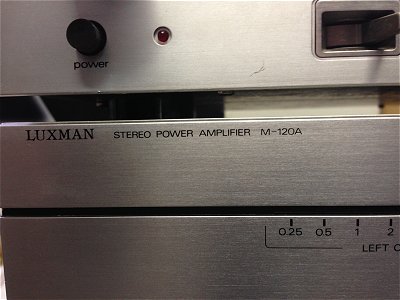 power
LUXMAN STEREO POWER AMPLIFIER M-120A
0.25 0.5 1 2
LEFT